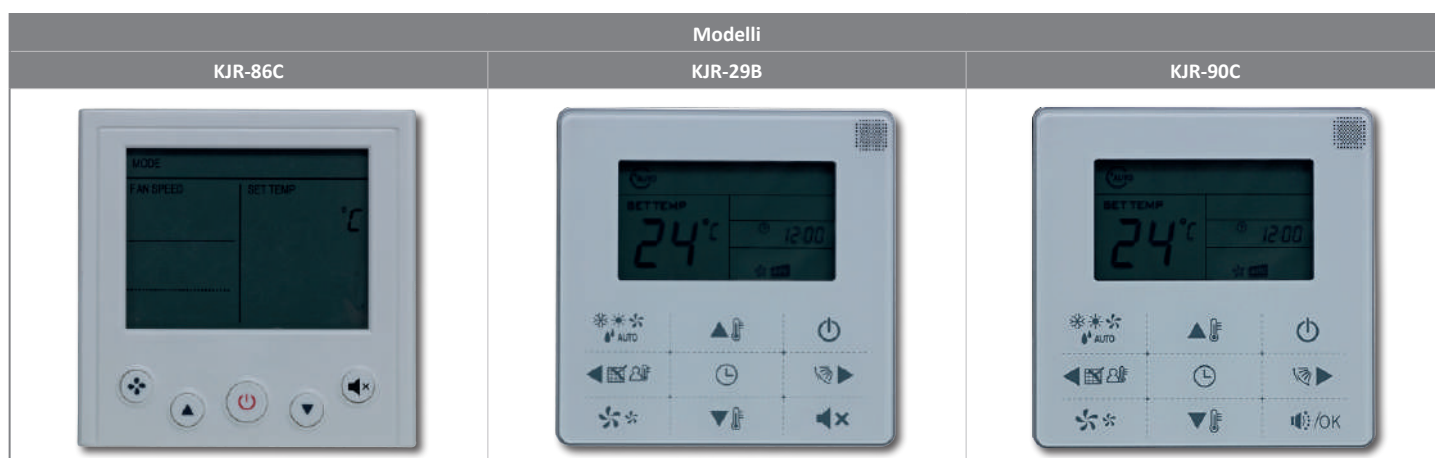 Modelli
KJR-86C
KJR-29B
KJR-90C
MODE
FAN SPEED
SET TEMP
°C
AUTO
SET TEMP
24°C
12:00
AUTO
AUTO
SET TEMP
24°C
12:00
AUTO
/OK